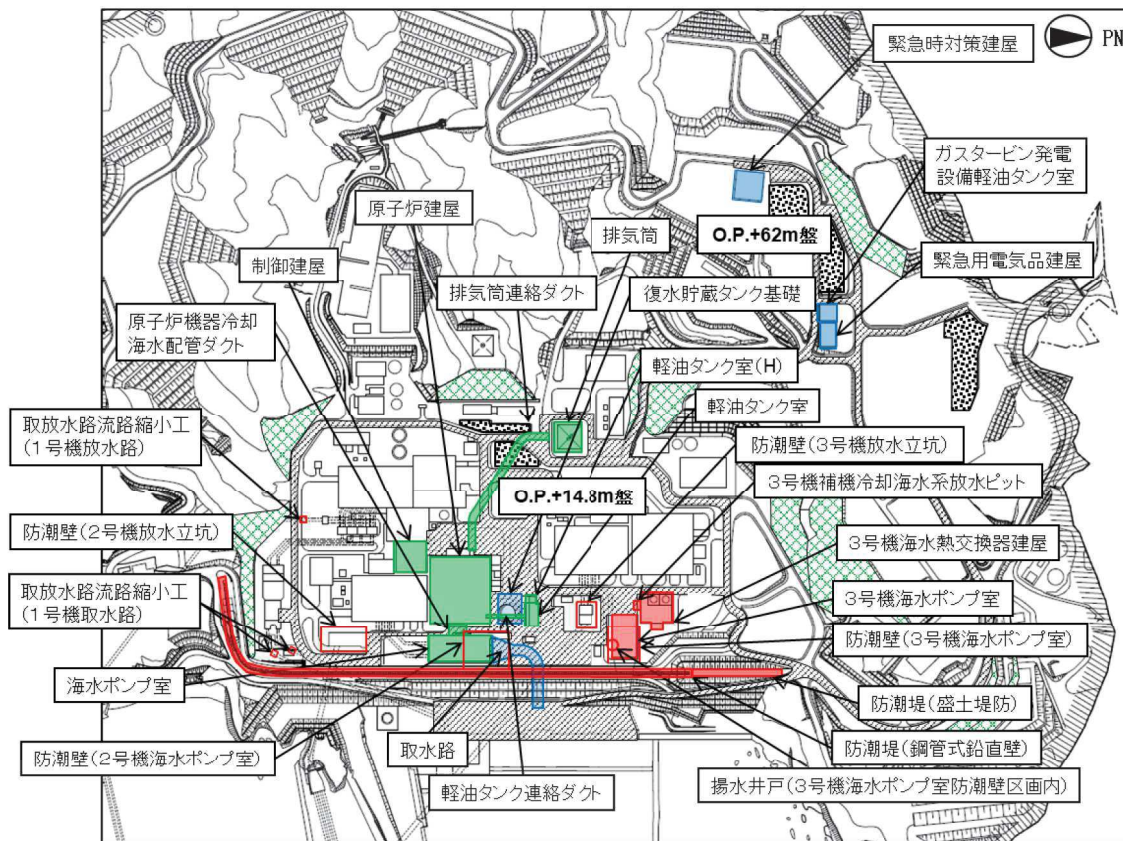 緊急時対策建屋
PN
ガスタービン発電
設備軽油タンク室
原子炉建屋
排気筒
O.P.+62m盤
緊急用電気品建屋
制御建屋
排気筒連絡ダクト
復水貯蔵タンク基礎
原子炉機器冷却
海水配管ダクト
軽油タンク室(H)
軽油タンク室
取放水路流路縮小工
(1号機放水路)
防潮壁(3号機放水立坑)
O.P.+14.8m盤
3号機補機冷却海水系放水ピット
防潮壁(2号機放水立坑)
3号機海水熱交換器建屋
取放水路流路縮小工
(1号機取水路)
3号機海水ポンプ室
防潮壁(3号機海水ポンプ室)
海水ポンプ室
防潮堤(盛土堤防)
防潮壁(2号機海水ポンプ室)
取水路
防潮堤(鋼管式鉛直壁)
軽油タンク連絡ダクト
揚水井戸(3号機海水ポンプ室防潮壁区画内)